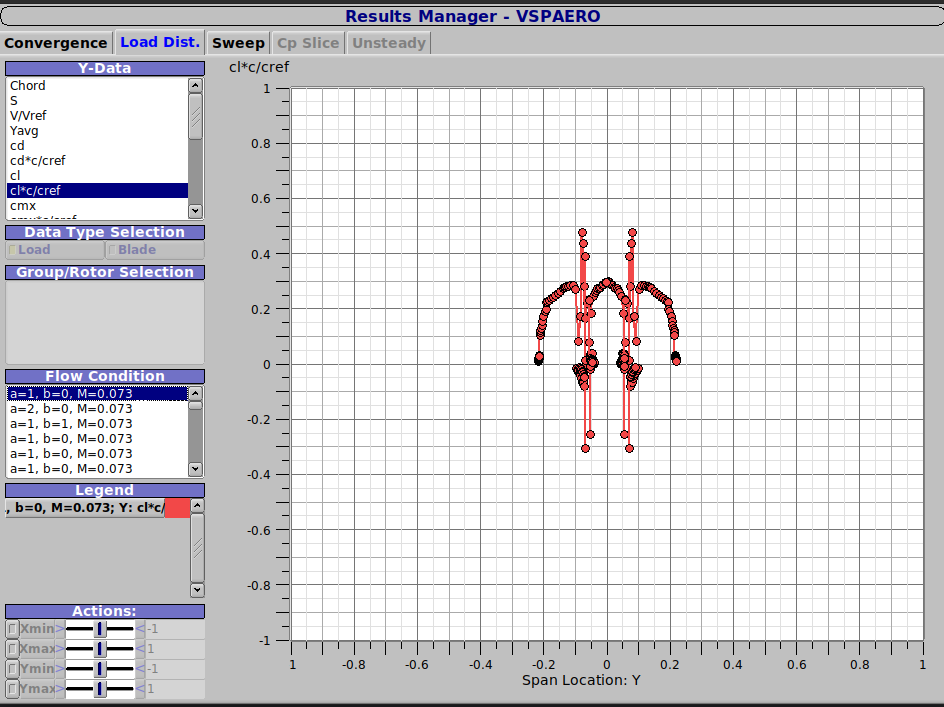 Results Manager - VSPAERO
Convergence Load Dist. Sweep Cp Slice Unsteady
Y-Data
Chord
S
V/Vref
Yavg
cd
cd*c/cref
cl
cl*c/cref
cmx
Data Type Selection
Load Blade
Group/Rotor Selection
Flow Condition
a=1, b=0, M=0.073
a=2, b=0, M=0.073
a=1, b=1, M=0.073
a=1, b=0, M=0.073
a=1, b=0, M=0.073
a=1, b=0, M=0.073
Legend
., b=0, M=0.073; Y: cl*c/
Actions:
Xmin > < -1
Xmax > < 1
Ymin > < -1
Ymax > < 1
cl*c/cref
1
0.8
0.6
0.4
0.2
0
-0.2
-0.4
-0.6
-0.8
-1
1 -0.8 -0.6 -0.4 -0.2 0 0.2 0.4 0.6 0.8 1
Span Location: Y